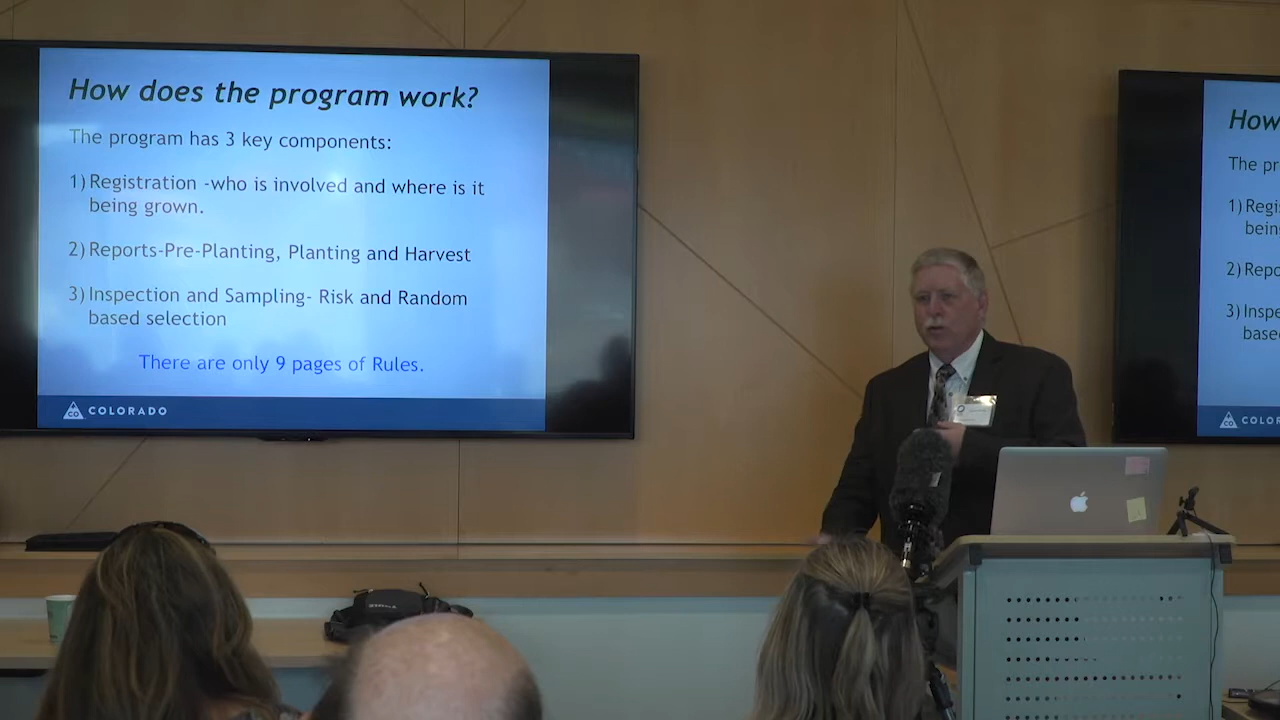 How does the program work?
The program has 3 key components:
1) Registration -who is involved and where is it
being grown.
2) Reports-Pre-Planting, Planting and Harvest
3) Inspection and Sampling- Risk and Random
based selection
There are only 9 pages of Rules.
CO
COLORADO
How
The pr
1) Regi
bein
2) Repo
3) Inspe
base
CO
COLOR